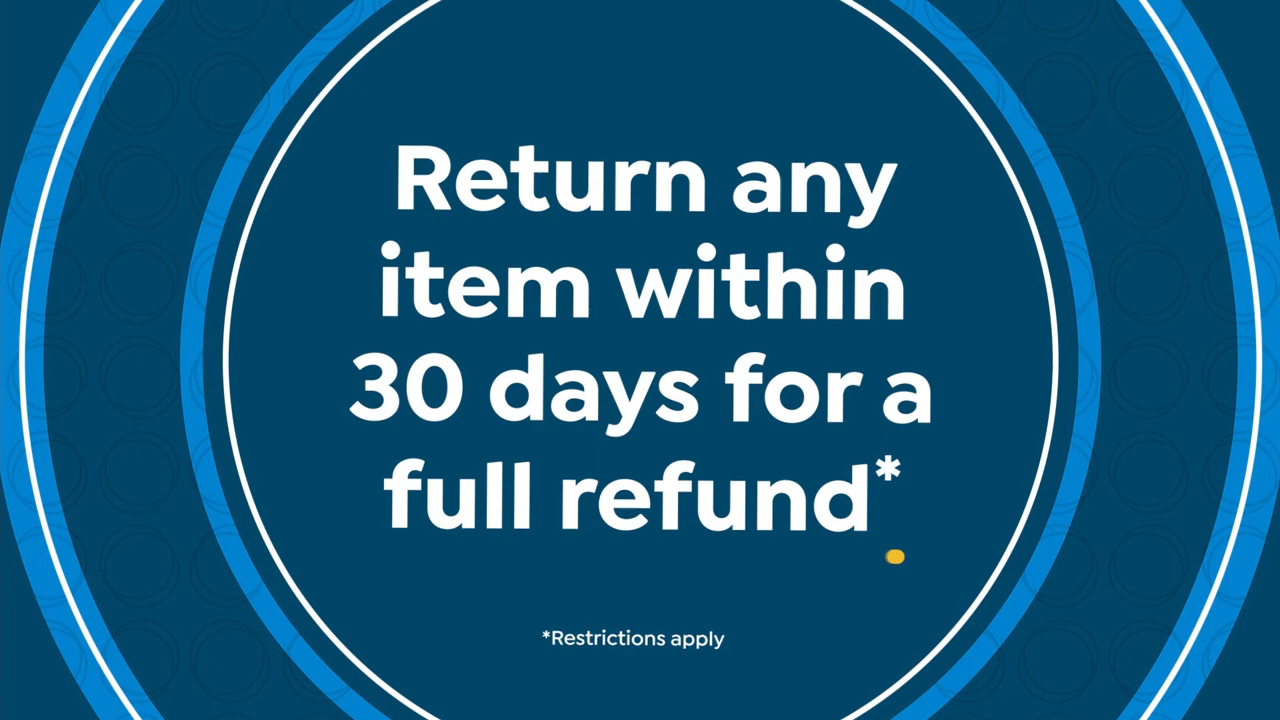 Return any
item within
30 days for a
full refund*
*Restrictions apply